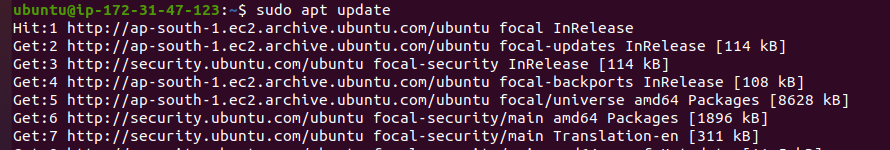 ubuntu@ip-172-31-47-123:~$ sudo apt update
Hit:1 http://ap-south-1.ec2.archive.ubuntu.com/ubuntu focal InRelease
Get:2 http://ap-south-1.ec2.archive.ubuntu.com/ubuntu focal-updates InRelease [114 kB]
Get:3 http://security.ubuntu.com/ubuntu focal-security InRelease [114 kB]
Get:4 http://ap-south-1.ec2.archive.ubuntu.com/ubuntu focal-backports InRelease [108 kB]
Get:5 http://ap-south-1.ec2.archive.ubuntu.com/ubuntu focal/universe amd64 Packages [8628 kB]
Get:6 http://security.ubuntu.com/ubuntu focal-security/main amd64 Packages [1896 kB]
Get:7 http://security.ubuntu.com/ubuntu focal-security/main Translation-en [311 kB]